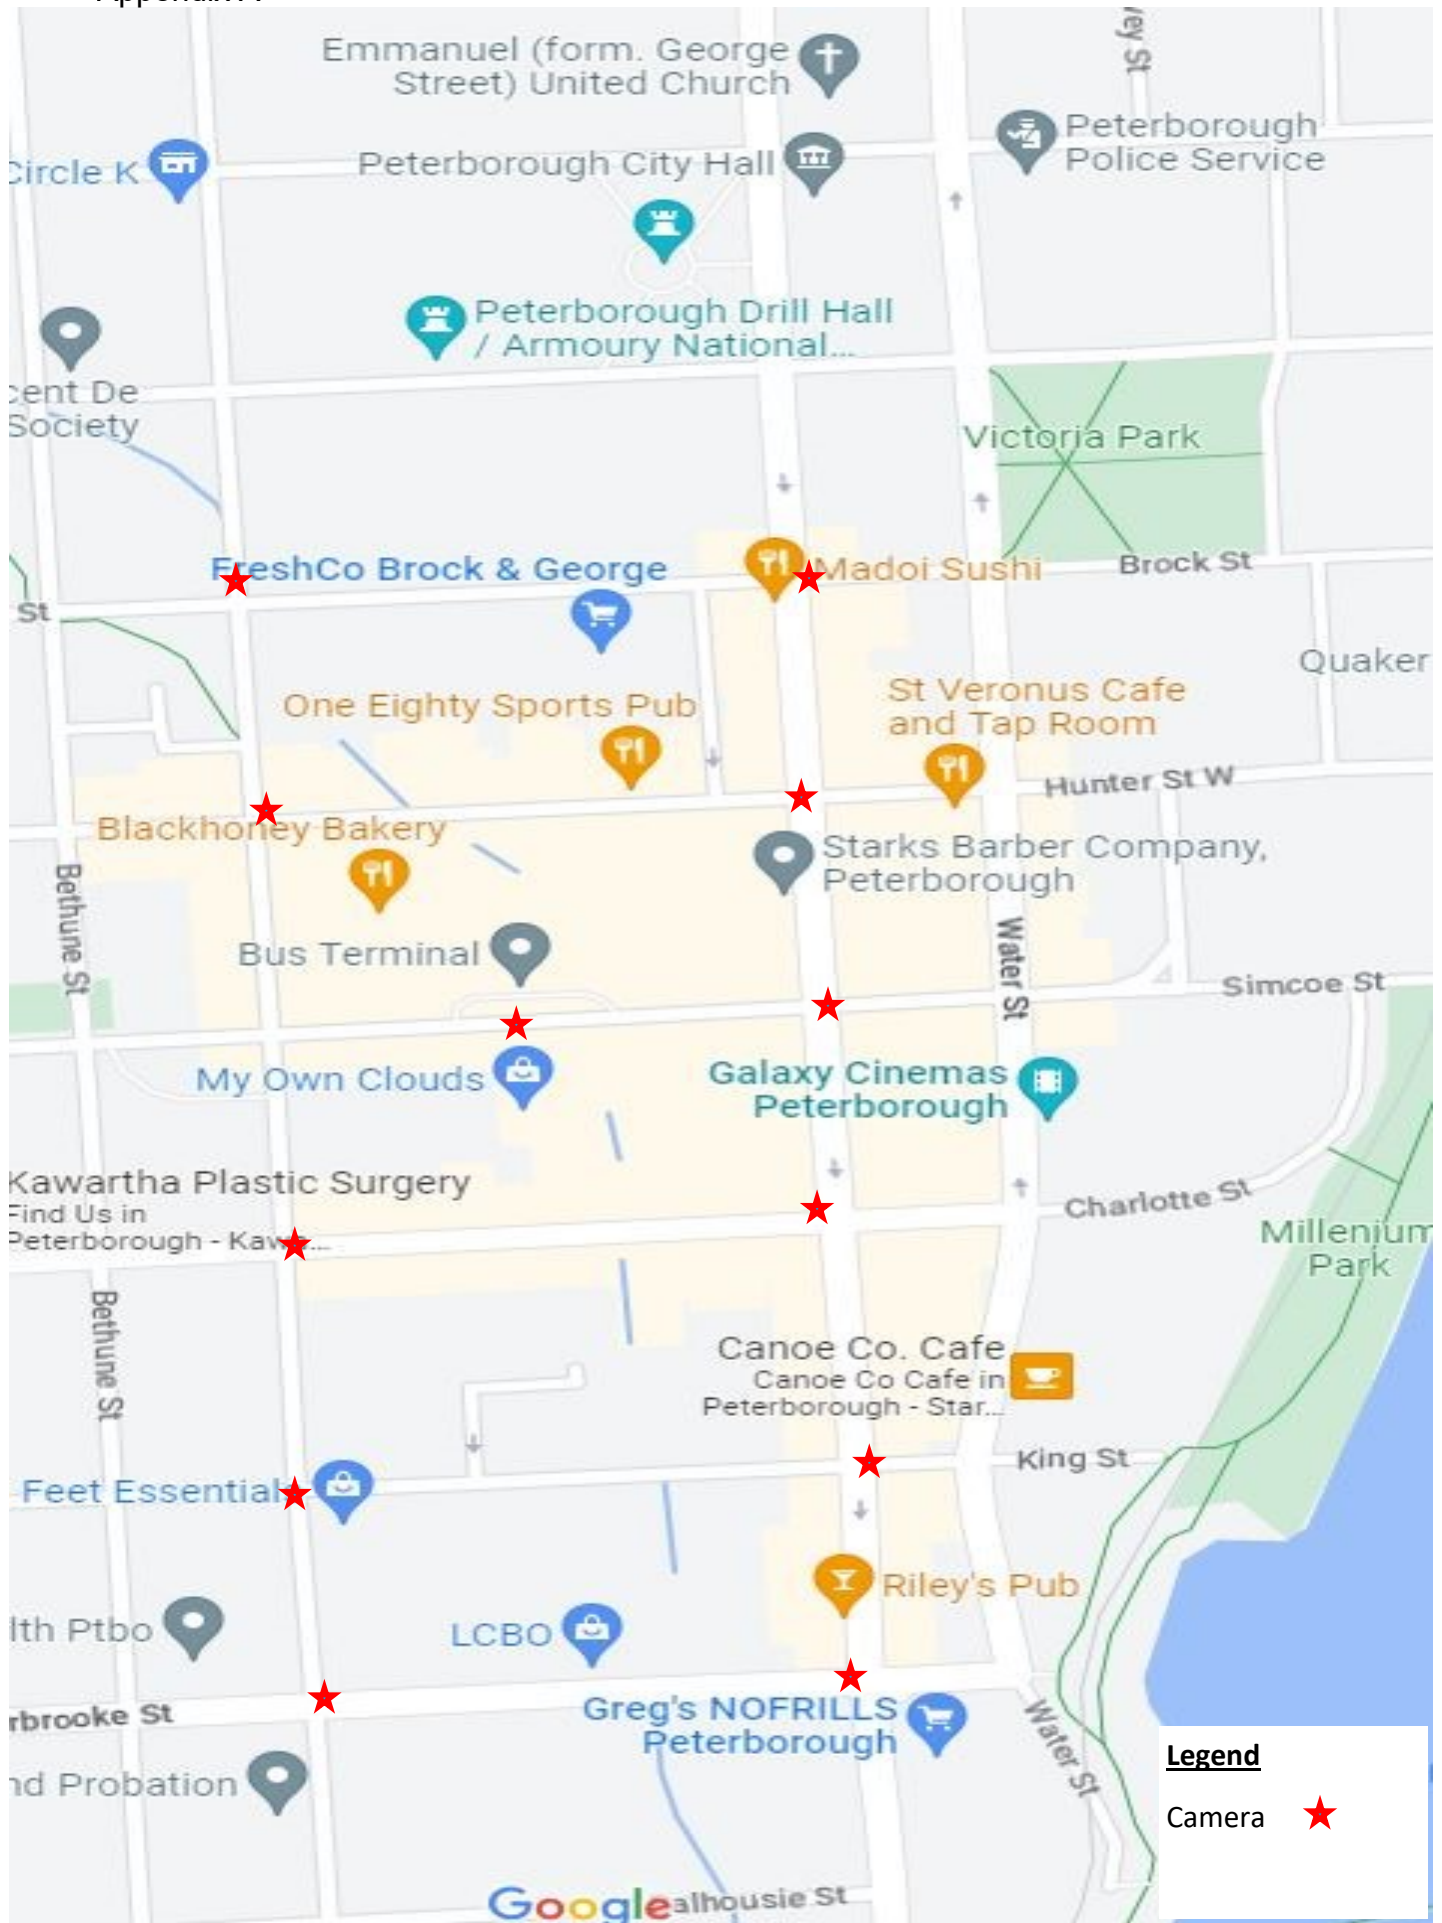 Emmanuel (form. George
Street) United Church
vey St
Peterborough
Police Service
Circle K
Peterborough City Hall
Peterborough Drill Hall
/ Armoury National...
cent De
Society
Victoria Park
FreshCo Brock & George
Madoi Sushi
Brock St
St
Quaker
One Eighty Sports Pub
St Veronus Cafe
and Tap Room
Hunter St W
Blackhoney Bakery
Starks Barber Company,
Peterborough
Bethune St
Bus Terminal
Water St
Simcoe St
My Own Clouds
Galaxy Cinemas
Peterborough
Kawartha Plastic Surgery
Find Us in
Peterborough - Kawa...
Charlotte St
Millenium
Park
Bethune St
Canoe Co. Cafe
Canoe Co Cafe in
Peterborough - Star...
King St
Feet Essentials
Riley's Pub
lth Ptbo
LCBO
rbrooke St
Greg's NOFRILLS
Peterborough
Water St
nd Probation
Legend
Camera
Google
alhousie St